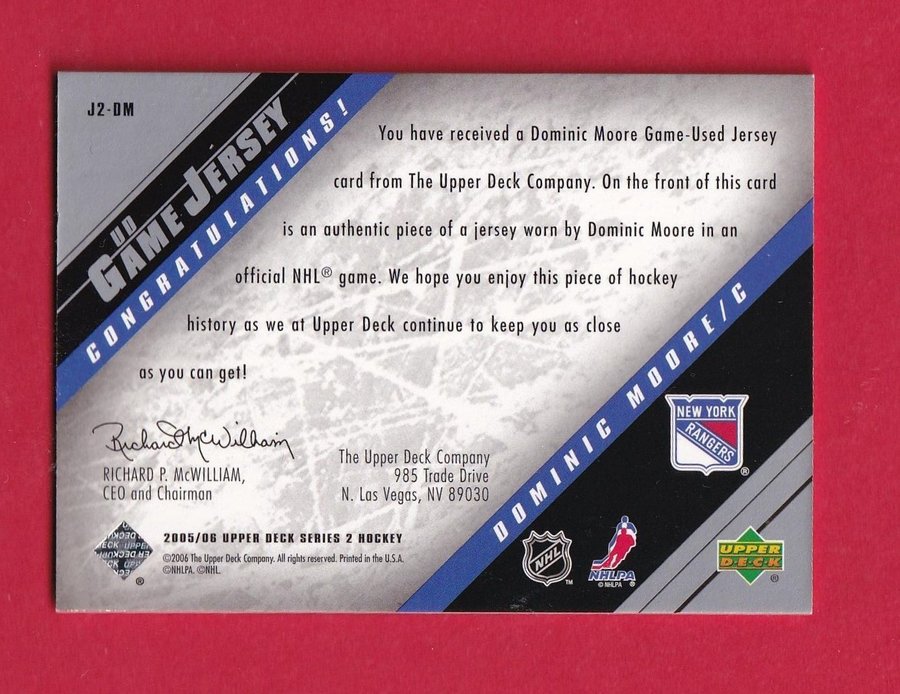 J2-DM
UD
GAME JERSEY
CONGRATULATIONS!
You have received a Dominic Moore Game-Used Jersey
card from The Upper Deck Company. On the front of this card
is an authentic piece of a jersey worn by Dominic Moore in an
official NHL® game. We hope you enjoy this piece of hockey
history as we at Upper Deck continue to keep you as close
as you can get!
Richard P. McWilliam
RICHARD P. McWILLIAM,
CEO and Chairman
The Upper Deck Company
985 Trade Drive
N. Las Vegas, NV 89030
DOMINIC MOORE/C
NEW YORK
RANGERS
®
2005/06 UPPER DECK SERIES 2 HOCKEY
©2006 The Upper Deck Company. All rights reserved. Printed in the U.S.A.
©NHLPA. ©NHL.
®
NHL
™
NHLPA
© NHLPA ®
UPPER
DECK
®